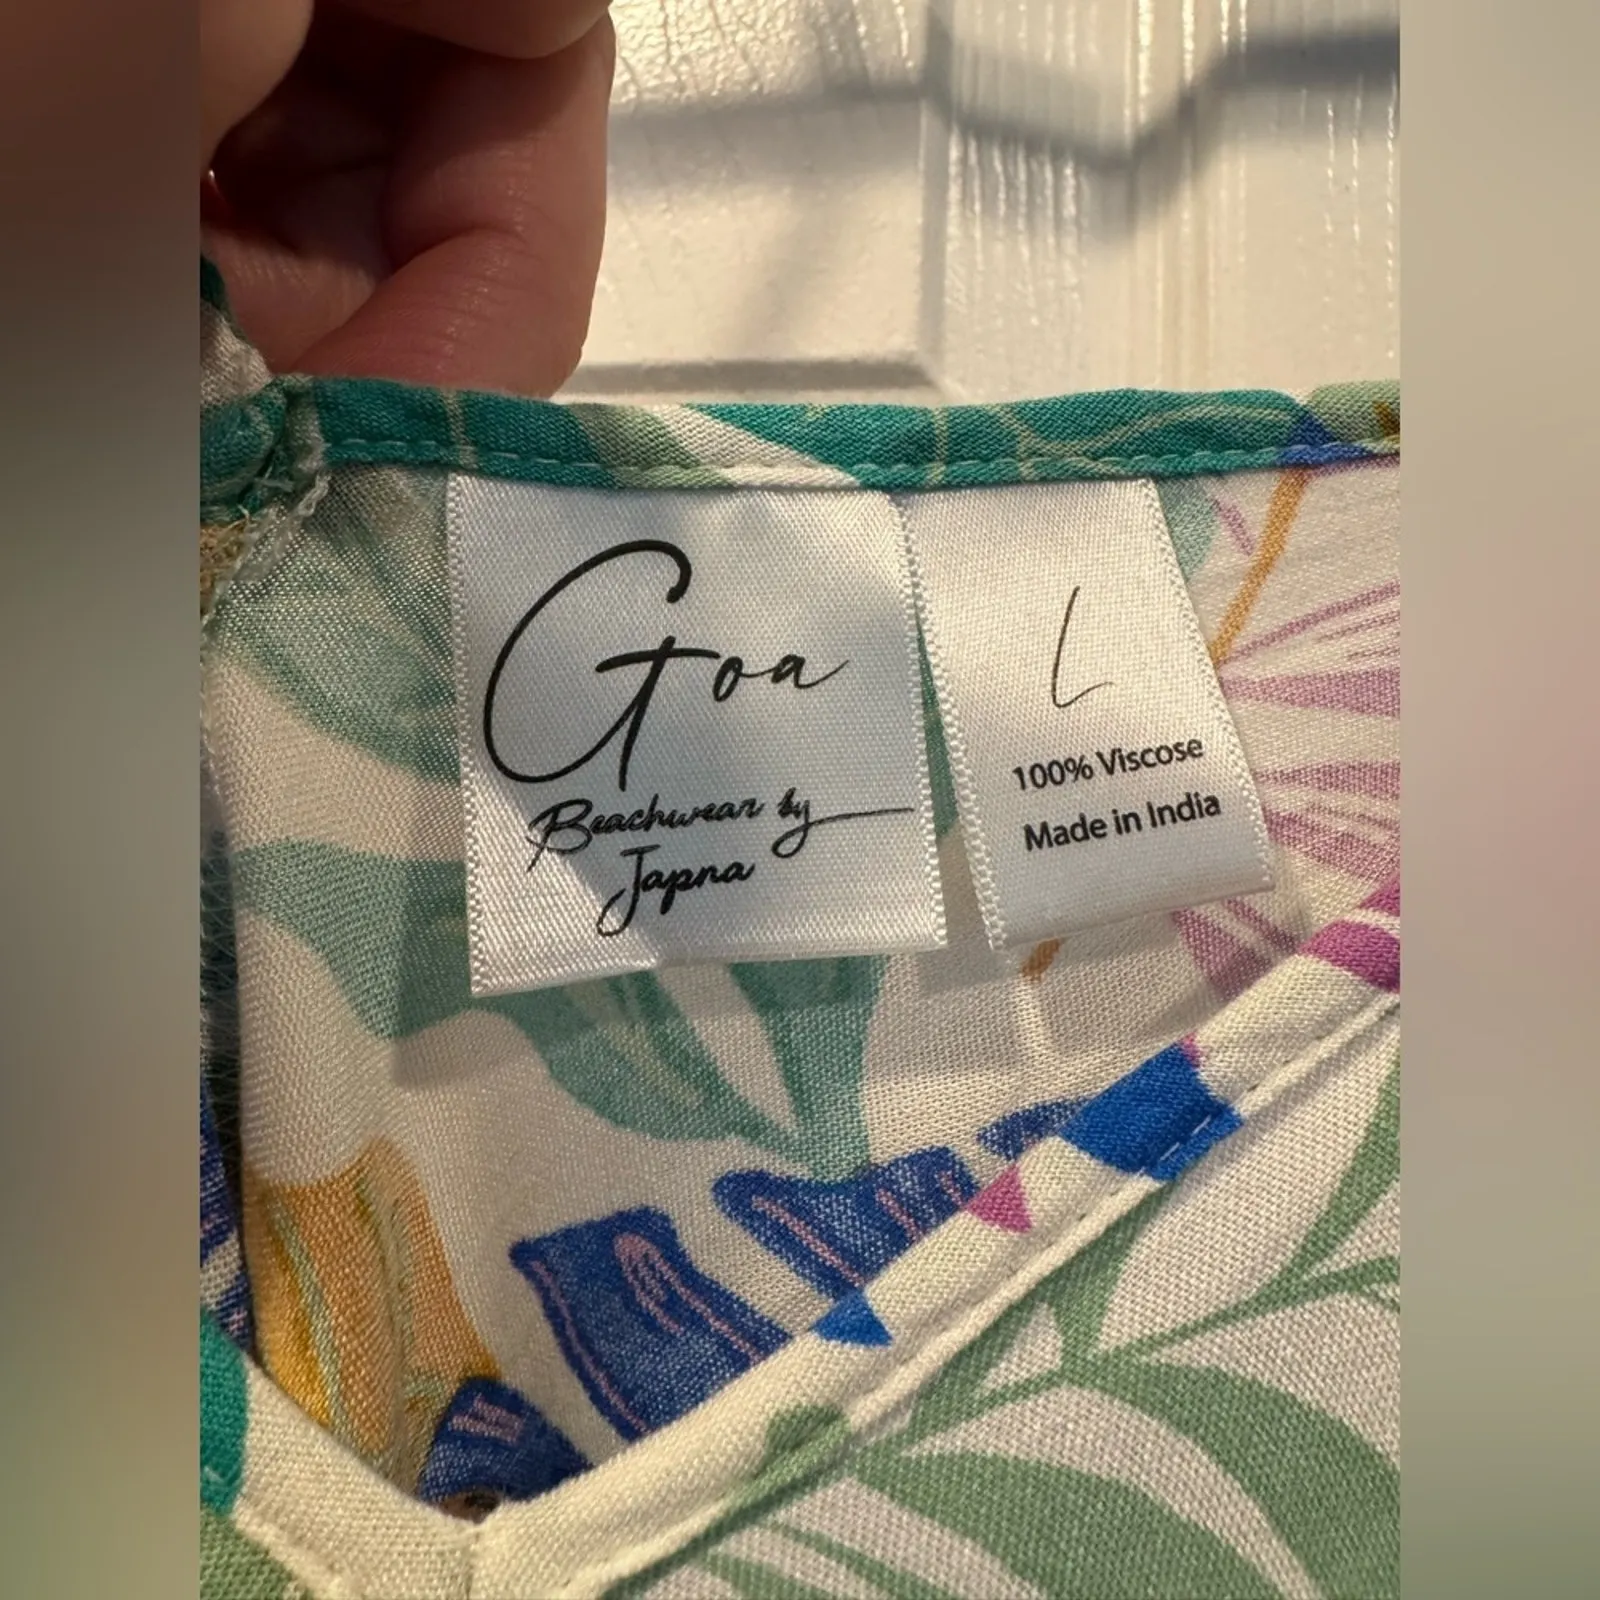 Goa
Beachwear by
Japna
L
100% Viscose
Made in India